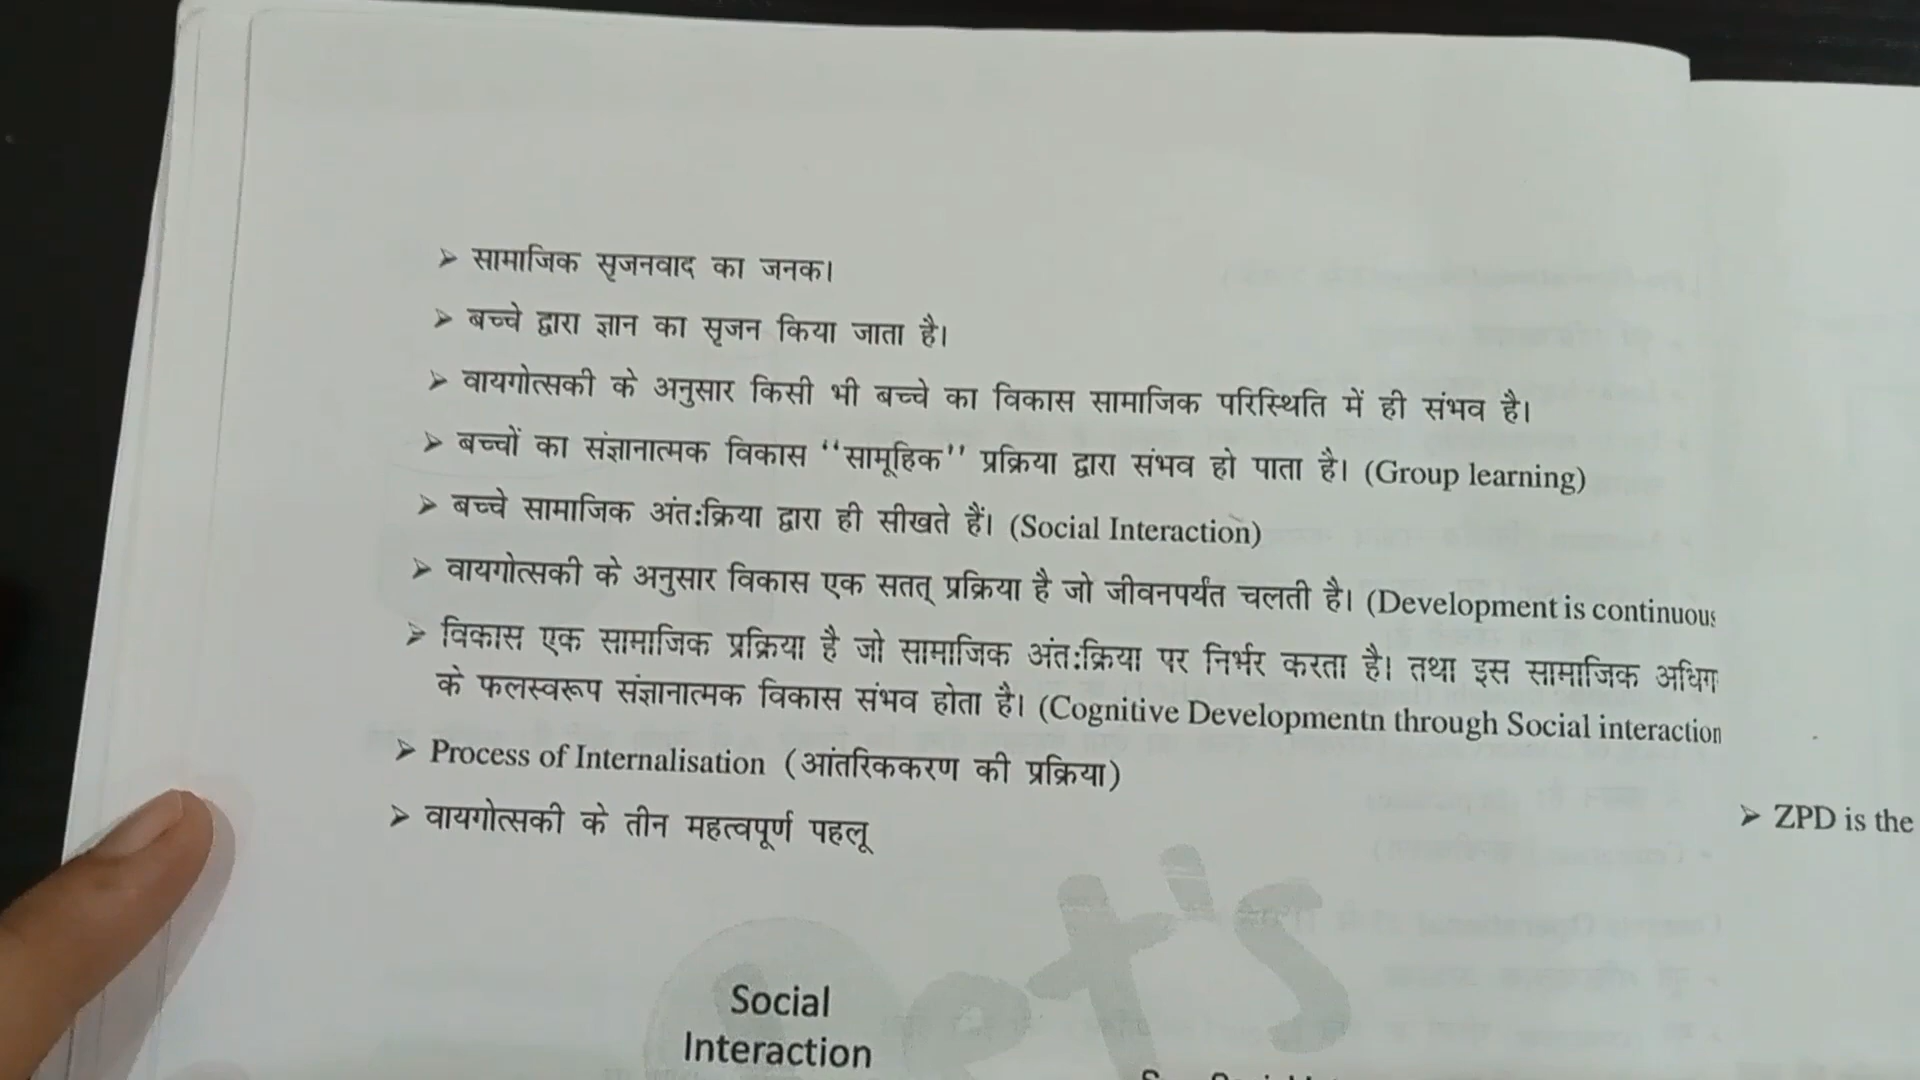 ➤ सामाजिक सृजनवाद का जनक।
➤ बच्चे द्वारा ज्ञान का सृजन किया जाता है।
➤ वायगोत्सकी के अनुसार किसी भी बच्चे का विकास सामाजिक परिस्थिति में ही संभव है।
➤ बच्चों का संज्ञानात्मक विकास ‘‘सामूहिक’’ प्रक्रिया द्वारा संभव हो पाता है। (Group learning)
➤ बच्चे सामाजिक अंत:क्रिया द्वारा ही सीखते हैं। (Social Interaction)
➤ वायगोत्सकी के अनुसार विकास एक सतत् प्रक्रिया है जो जीवनपर्यंत चलती है। (Development is continuous
➤ विकास एक सामाजिक प्रक्रिया है जो सामाजिक अंत:क्रिया पर निर्भर करता है। तथा इस सामाजिक अधिग
के फलस्वरूप संज्ञानात्मक विकास संभव होता है। (Cognitive Developmentn through Social interaction
➤ Process of Internalisation (आंतरिककरण की प्रक्रिया)
➤ वायगोत्सकी के तीन महत्वपूर्ण पहलू
Social
Interaction
➤ ZPD is the